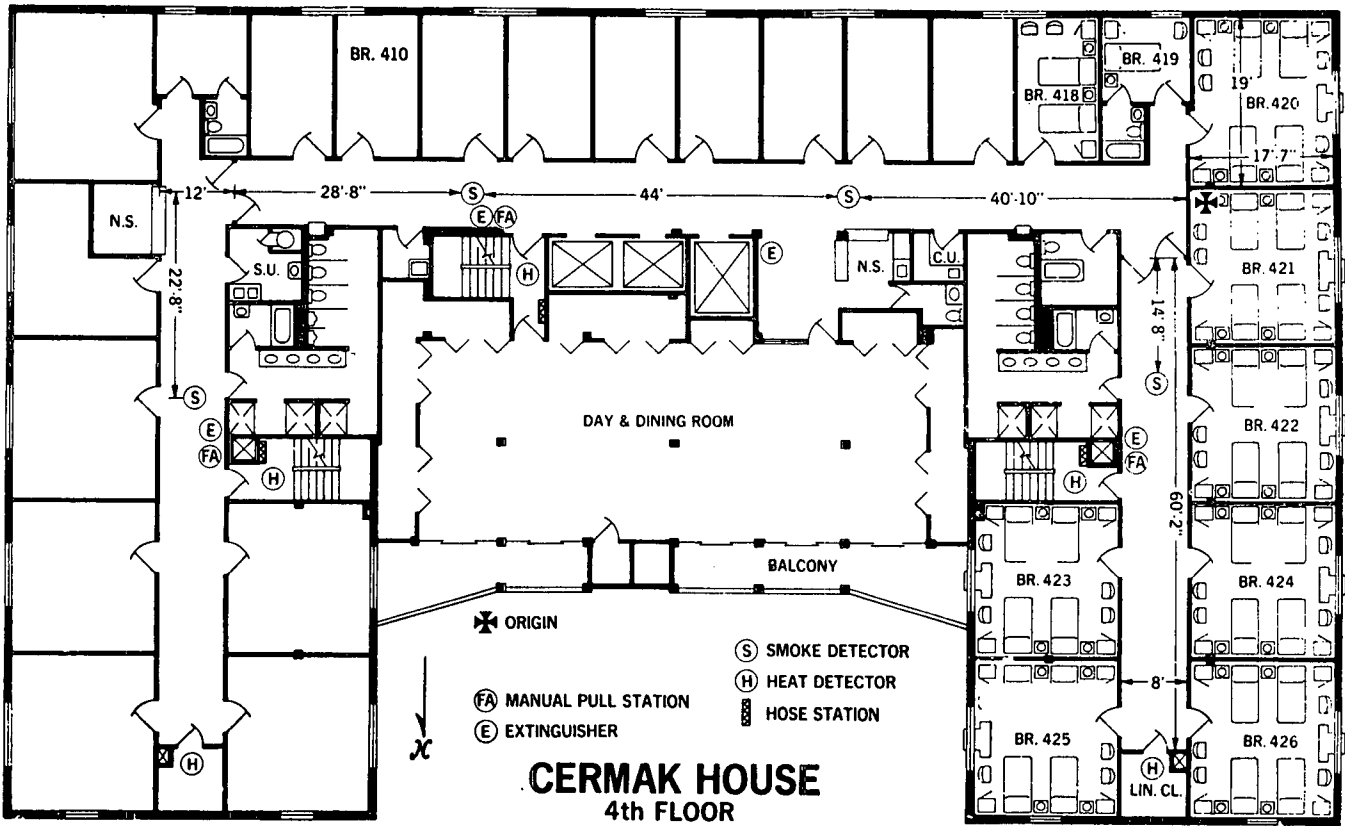 BR. 410
BR. 418
BR. 419
BR. 420
19'
17'-7"
12'
28'-8"
S
44'
S
40'-10"
N.S.
E
FA
H
E
N.S.
C.U.
S.U.
22'-8"
BR. 421
14'-8"
S
S
BR. 422
E
FA
H
DAY & DINING ROOM
E
FA
H
60'-2"
BALCONY
BR. 423
BR. 424
ORIGIN
S SMOKE DETECTOR
H HEAT DETECTOR
HOSE STATION
FA MANUAL PULL STATION
E EXTINGUISHER
N
8'
BR. 425
BR. 426
H
H
LIN. CL.
CERMAK HOUSE
4th FLOOR